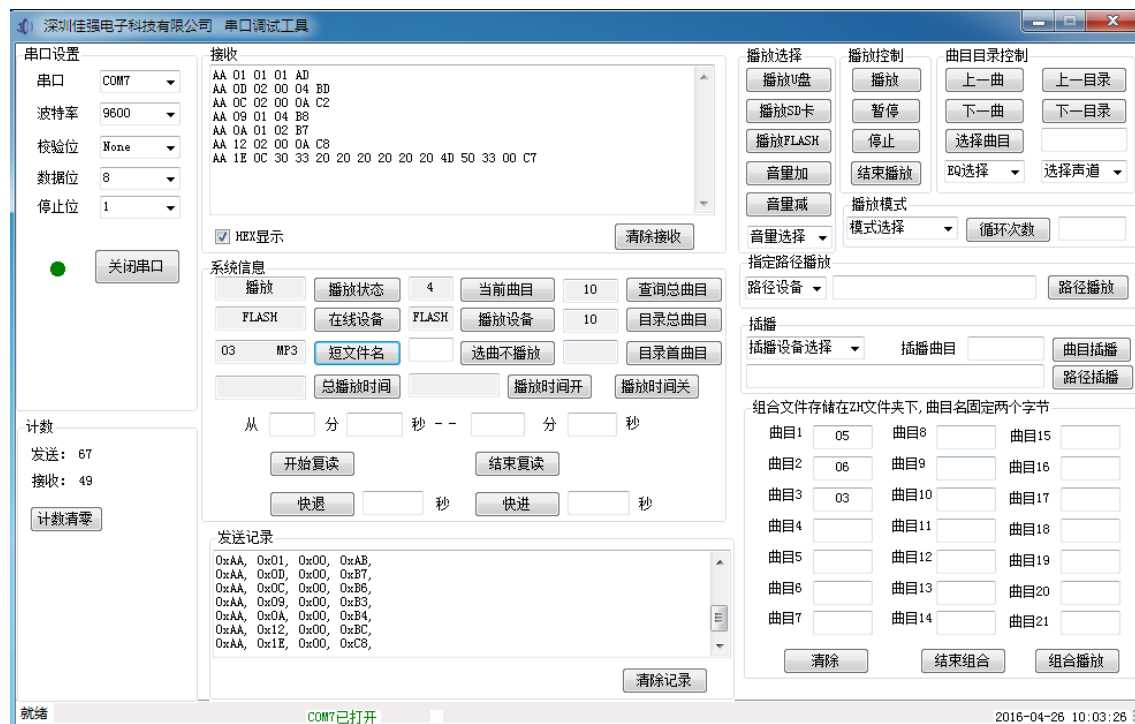 深圳佳强电子科技有限公司 串口调试工具
串口设置
串口 COM7
波特率 9600
校验位 None
数据位 8
停止位 1
关闭串口
计数
发送: 67
接收: 49
计数清零
接收
AA 01 01 01 AD
AA 0D 02 00 04 BD
AA 0C 02 00 0A C2
AA 09 01 04 B8
AA 0A 01 02 B7
AA 12 02 00 0A C8
AA 1E 0C 30 33 20 20 20 20 20 20 4D 50 33 00 C7
HEX显示 清除接收
系统信息
播放 播放状态 4 当前曲目 10 查询总曲目
FLASH 在线设备 FLASH 播放设备 10 目录总曲目
03 MP3 短文件名 选曲不播放 目录首曲目
总播放时间 播放时间开 播放时间关
从 分 秒 -- 分 秒
开始复读 结束复读
快退 秒 快进 秒
发送记录
0xAA, 0x01, 0x00, 0xAB,
0xAA, 0x0D, 0x00, 0xB7,
0xAA, 0x0C, 0x00, 0xB6,
0xAA, 0x09, 0x00, 0xB3,
0xAA, 0x0A, 0x00, 0xB4,
0xAA, 0x12, 0x00, 0xBC,
0xAA, 0x1E, 0x00, 0xC8,
清除记录
播放选择
播放U盘
播放SD卡
播放FLASH
音量加
音量减
音量选择
播放控制
播放
暂停
停止
结束播放
曲目目录控制
上一曲 上一目录
下一曲 下一目录
选择曲目
EQ选择 选择声道
播放模式
模式选择 循环次数
指定路径播放
路径设备 路径播放
插播
插播设备选择 插播曲目 曲目插播
路径插播
组合文件存储在ZH文件夹下,曲目名固定两个字节
曲目1 05 曲目8 曲目15
曲目2 06 曲目9 曲目16
曲目3 03 曲目10 曲目17
曲目4 曲目11 曲目18
曲目5 曲目12 曲目19
曲目6 曲目13 曲目20
曲目7 曲目14 曲目21
清除 结束组合 组合播放
就绪 COM7已打开 2016-04-26 10:03:26